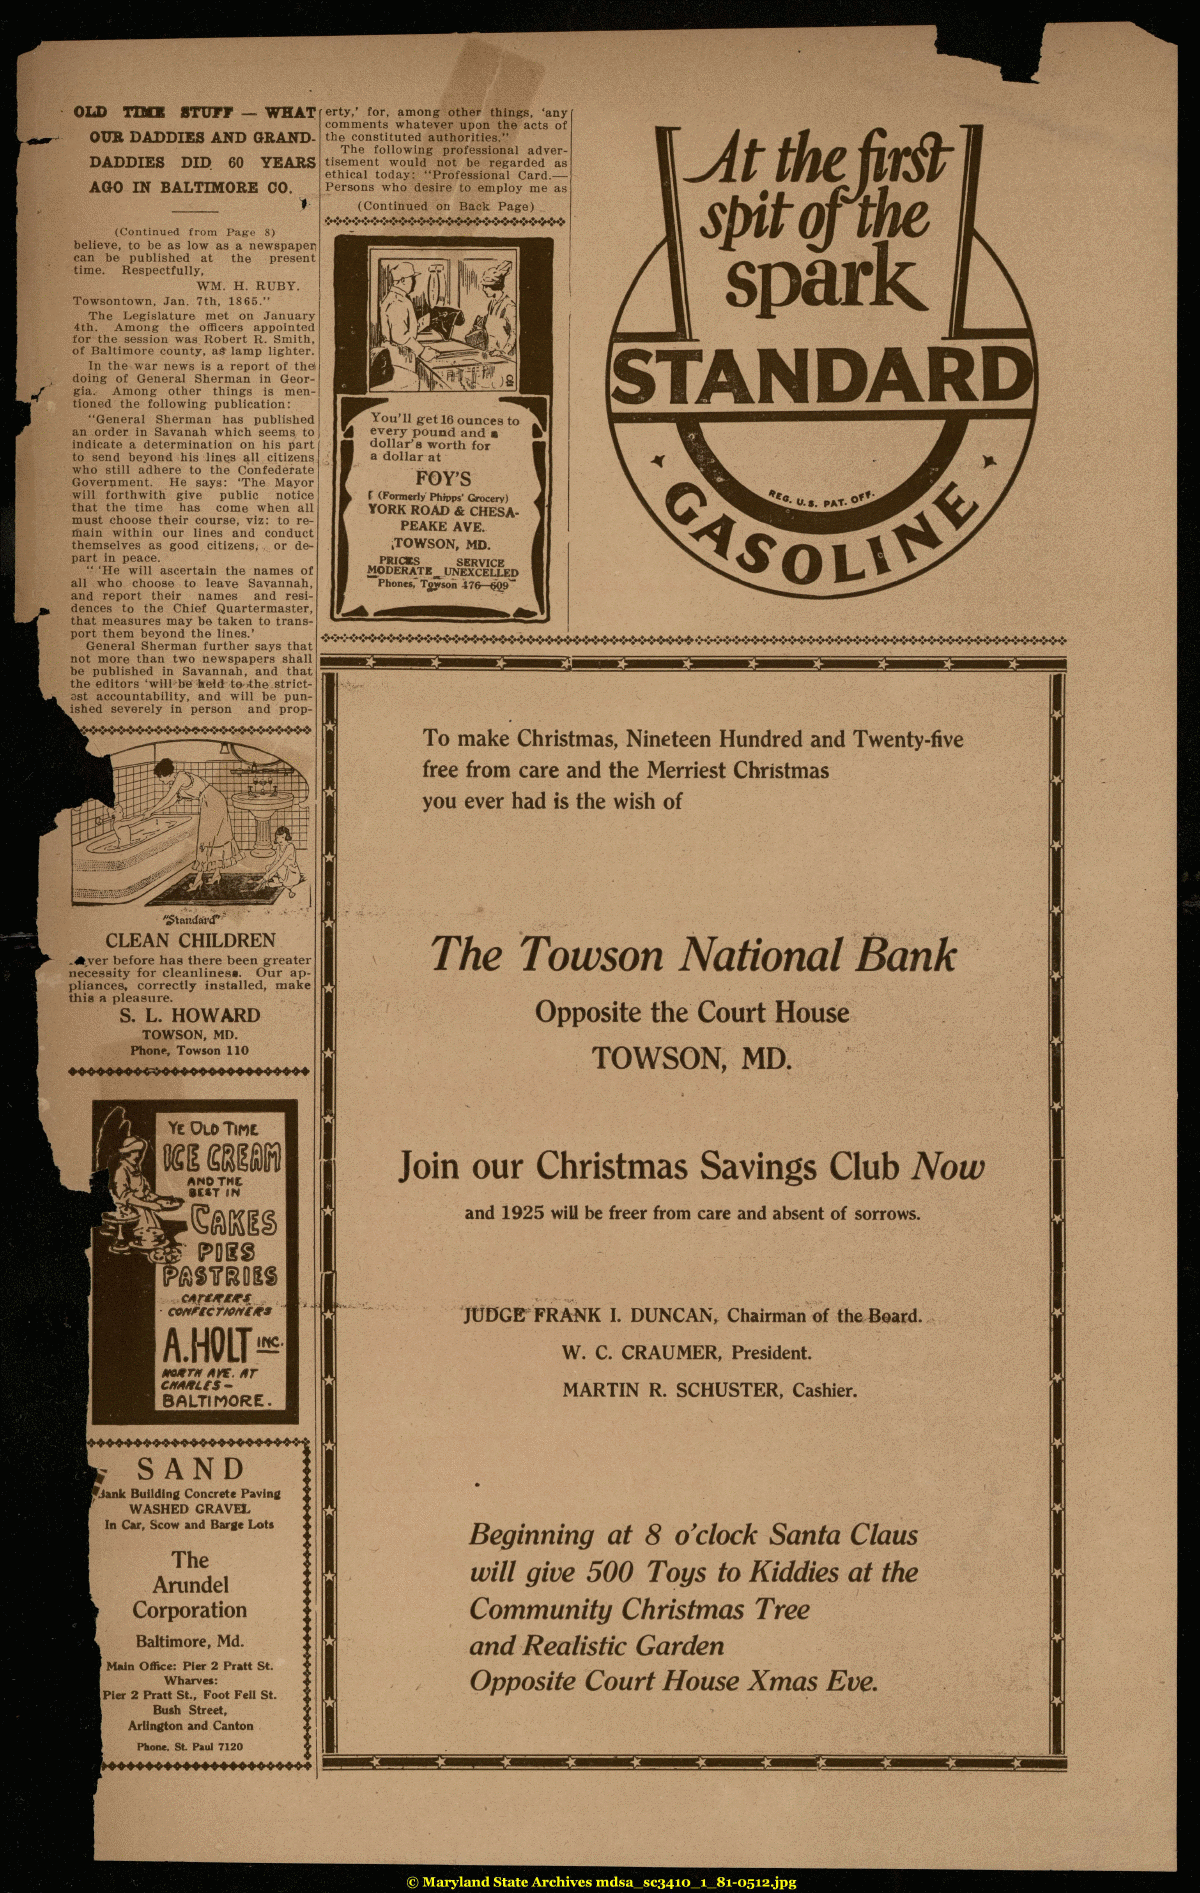 OLD TIME STUFF — WHAT
OUR DADDIES AND GRAND-
DADDIES DID 60 YEARS
AGO IN BALTIMORE CO.
(Continued from Page 8)
believe, to be as low as a newspaper
can be published at the present
time. Respectfully,
WM. H. RUBY.
Towsontown, Jan. 7th, 1865."
The Legislature met on January
4th. Among the officers appointed
for the session was Robert R. Smith,
of Baltimore county, as lamp lighter.
In the war news is a report of the
doing of General Sherman in Geor-
gia. Among other things is men-
tioned the following publication:
"General Sherman has published
an order in Savanah which seems to
indicate a determination on his part
to send beyond his lines all citizens
who still adhere to the Confederate
Government. He says: 'The Mayor
will forthwith give public notice
that the time has come when all
must choose their course, viz: to re-
main within our lines and conduct
themselves as good citizens, or de-
part in peace.
" 'He will ascertain the names of
all who choose to leave Savannah,
and report their names and resi-
dences to the Chief Quartermaster,
that measures may be taken to trans-
port them beyond the lines.'
General Sherman further says that
not more than two newspapers shall
be published in Savannah, and that
the editors 'will be held to the strict-
est accountability, and will be pun-
ished severely in person and prop-
"Standard"
CLEAN CHILDREN
ver before has there been greater
necessity for cleanliness. Our ap-
pliances, correctly installed, make
this a pleasure.
S. L. HOWARD
TOWSON, MD.
Phone, Towson 110
YE OLD TIME
ICE CREAM
AND THE
BEST IN
CAKES
PIES
PASTRIES
CATERERS
CONFECTIONERS
A. HOLT INC.
NORTH AVE. AT
CHARLES—
BALTIMORE.
SAND
Bank Building Concrete Paving
WASHED GRAVEL
In Car, Scow and Barge Lots
The
Arundel
Corporation
Baltimore, Md.
Main Office: Pier 2 Pratt St.
Wharves:
Pier 2 Pratt St., Foot Fell St.
Bush Street,
Arlington and Canton
Phone. St. Paul 7120
erty,' for, among other things, 'any
comments whatever upon the acts of
the constituted authorities."
The following professional adver-
tisement would not be regarded as
ethical today: "Professional Card.—
Persons who desire to employ me as
(Continued on Back Page)
You'll get 16 ounces to
every pound and a
dollar's worth for
a dollar at
FOY'S
(Formerly Phipps' Grocery)
YORK ROAD & CHESA-
PEAKE AVE.
TOWSON, MD.
PRICES SERVICE
MODERATE UNEXCELLED
Phones, Towson 476—609
At the first
spit of the
spark
STANDARD
REG. U.S. PAT. OFF.
GASOLINE
To make Christmas, Nineteen Hundred and Twenty-five
free from care and the Merriest Christmas
you ever had is the wish of
The Towson National Bank
Opposite the Court House
TOWSON, MD.
Join our Christmas Savings Club Now
and 1925 will be freer from care and absent of sorrows.
JUDGE FRANK I. DUNCAN, Chairman of the Board.
W. C. CRAUMER, President.
MARTIN R. SCHUSTER, Cashier.
Beginning at 8 o'clock Santa Claus
will give 500 Toys to Kiddies at the
Community Christmas Tree
and Realistic Garden
Opposite Court House Xmas Eve.
© Maryland State Archives mdsa_sc3410_1_81-0512.jpg